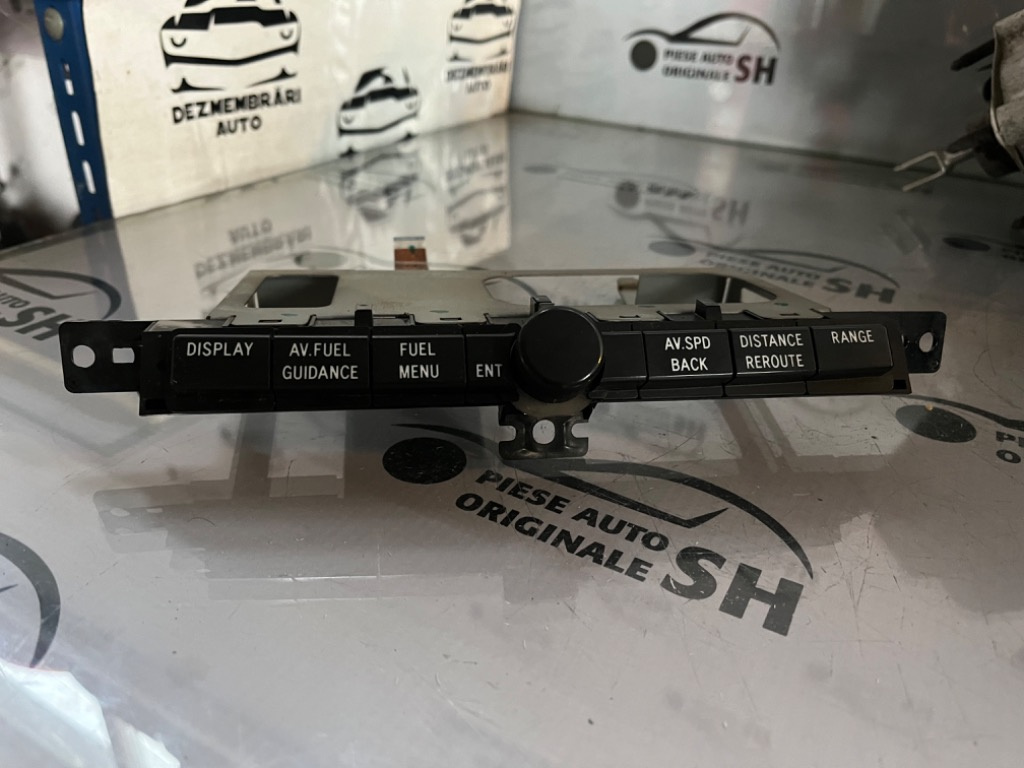 DEZMEMBRĂRI
AUTO
PIESE AUTO
ORIGINALE SH
DISPLAY
AV.FUEL
GUIDANCE
FUEL
MENU
ENT
AV.SPD
BACK
DISTANCE
REROUTE
RANGE
PIESE AUTO
ORIGINALE SH